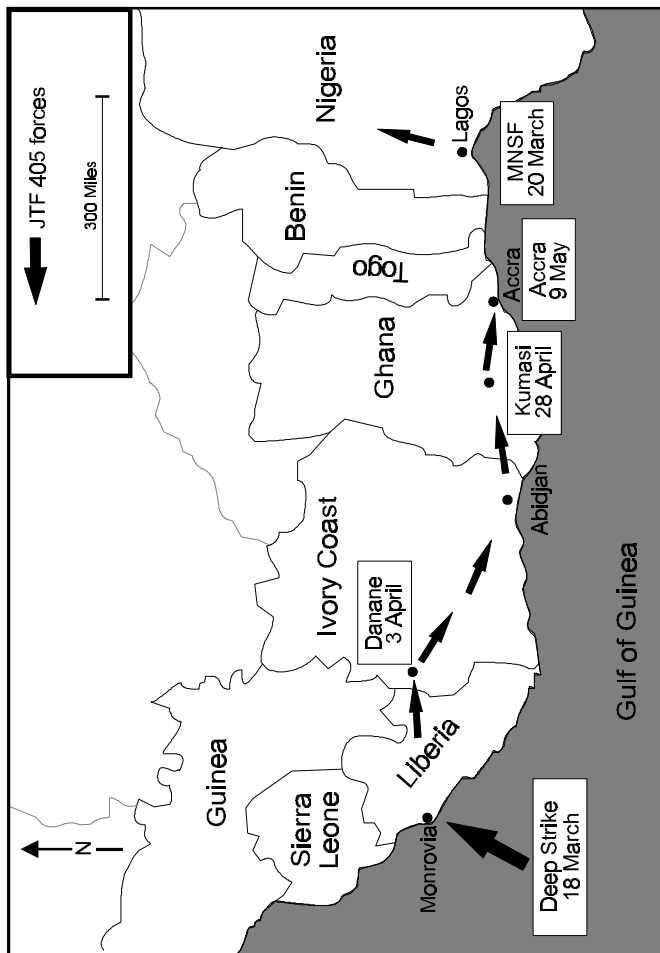 JTF 405 forces
300 Miles
N
Guinea
Sierra
Leone
Liberia
Monrovia
Deep Strike
18 March
Ivory Coast
Danane
3 April
Abidjan
Ghana
Kumasi
28 April
Togo
Accra
Accra
9 May
Benin
Nigeria
Lagos
MNSF
20 March
Gulf of Guinea